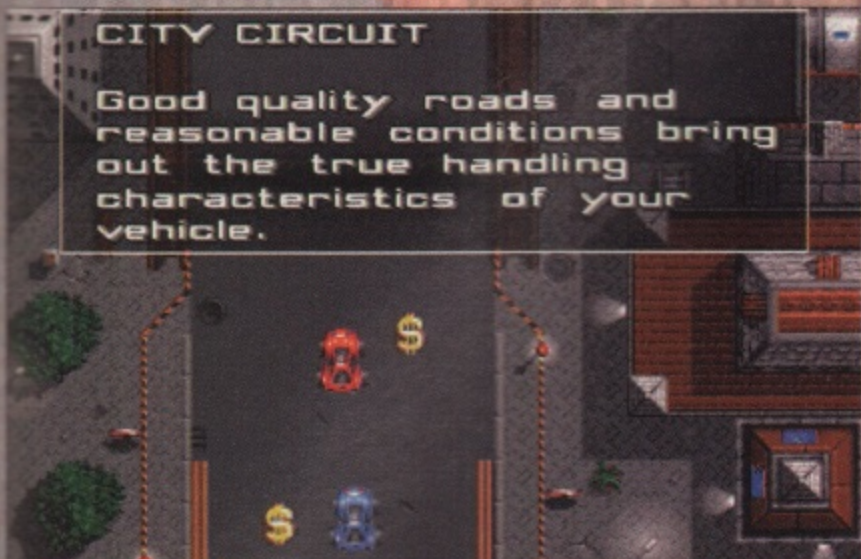 CITY CIRCUIT
Good quality roads and
reasonable conditions bring
out the true handling
characteristics of your
vehicle.
$
$